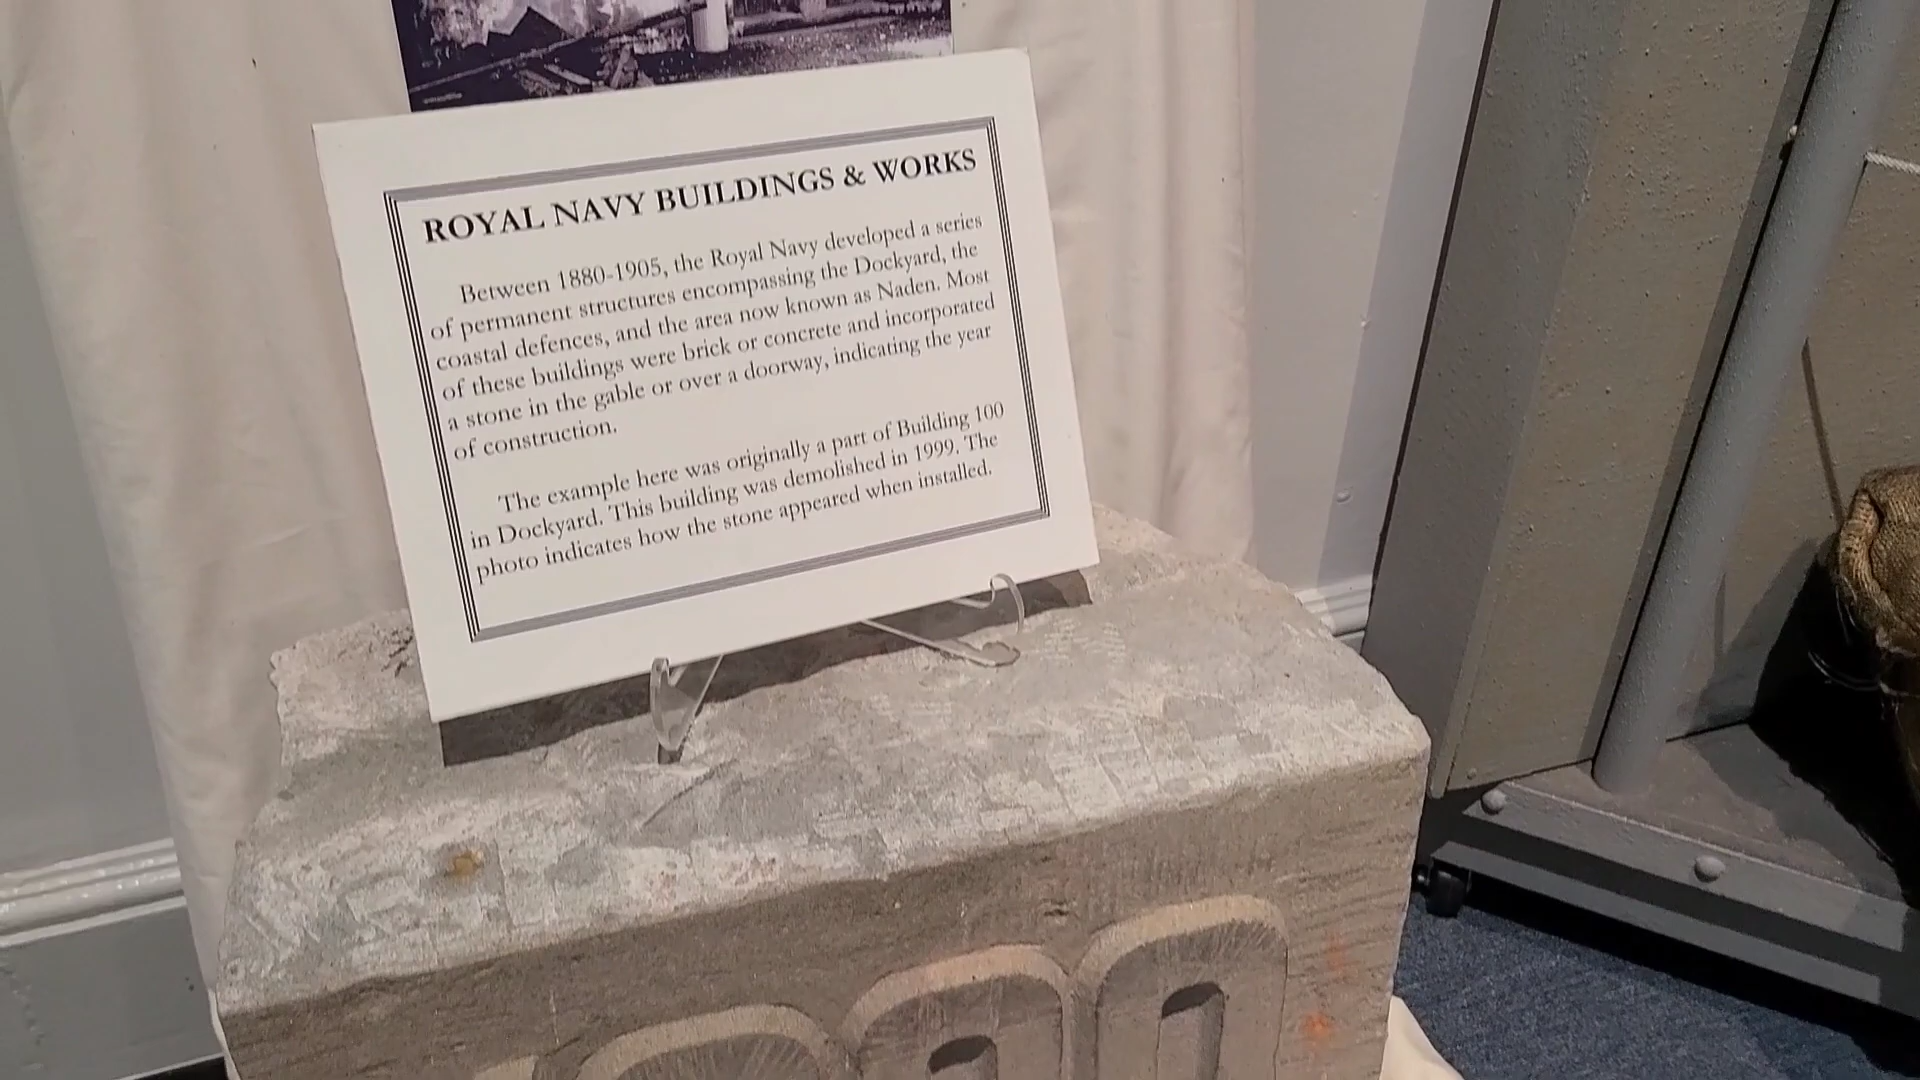 ROYAL NAVY BUILDINGS & WORKS
Between 1880-1905, the Royal Navy developed a series
of permanent structures encompassing the Dockyard, the
coastal defences, and the area now known as Naden. Most
of these buildings were brick or concrete and incorporated
a stone in the gable or over a doorway, indicating the year
of construction.
The example here was originally a part of Building 100
in Dockyard. This building was demolished in 1999. The
photo indicates how the stone appeared when installed.